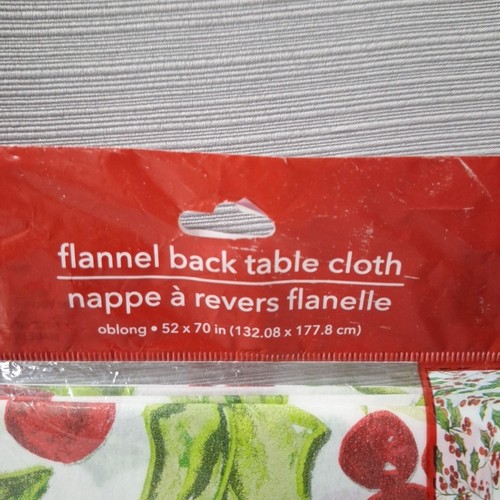 flannel back table cloth
nappe à revers flanelle
oblong • 52 x 70 in (132.08 x 177.8 cm)